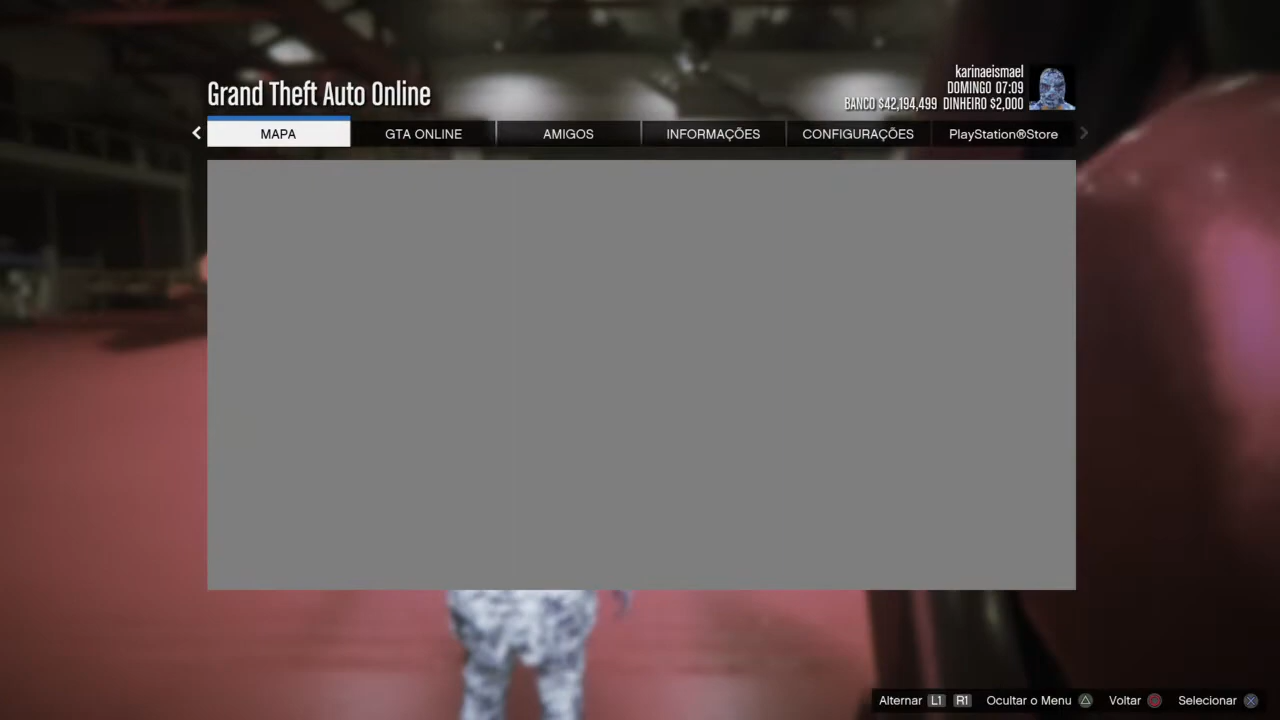 karinaeismael
Grand Theft Auto Online
DOMINGO 07:09
BANCO $42,194,499 DINHEIRO $2,000
MAPA GTA ONLINE AMIGOS INFORMAÇÕES CONFIGURAÇÕES PlayStation®Store
Alternar L1 R1 Ocultar o Menu Voltar Selecionar